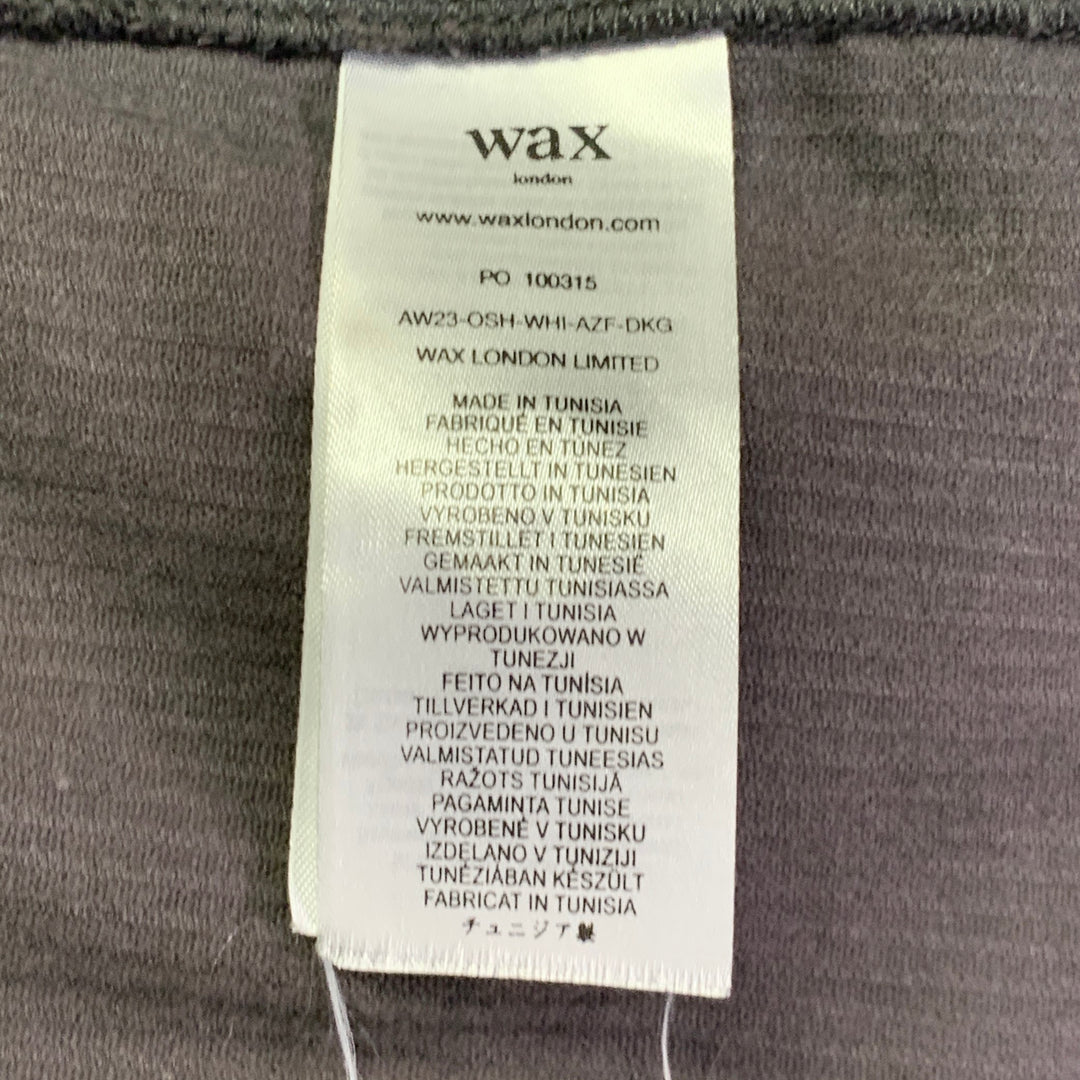 wax
london
www.waxlondon.com
PO 100315
AW23-OSH-WHI-AZF-DKG
WAX LONDON LIMITED
MADE IN TUNISIA
FABRIQUÉ EN TUNISIE
HECHO EN TÚNEZ
HERGESTELLT IN TUNESIEN
PRODOTTO IN TUNISIA
VYROBENO V TUNISKU
FREMSTILLET I TUNESIEN
GEMAAKT IN TUNESIË
VALMISTETTU TUNISIASSA
LAGET I TUNISIA
WYPRODUKOWANO W
TUNEZJI
FEITO NA TUNÍSIA
TILLVERKAD I TUNISIEN
PROIZVEDENO U TUNISU
VALMISTATUD TUNEESIAS
RAŽOTS TUNISIJĀ
PAGAMINTA TUNISE
VYROBENÉ V TUNISKU
IZDELANO V TUNIZIJI
TUNÉZIÁBAN KÉSZÜLT
FABRICAT IN TUNISIA
チュニジア製